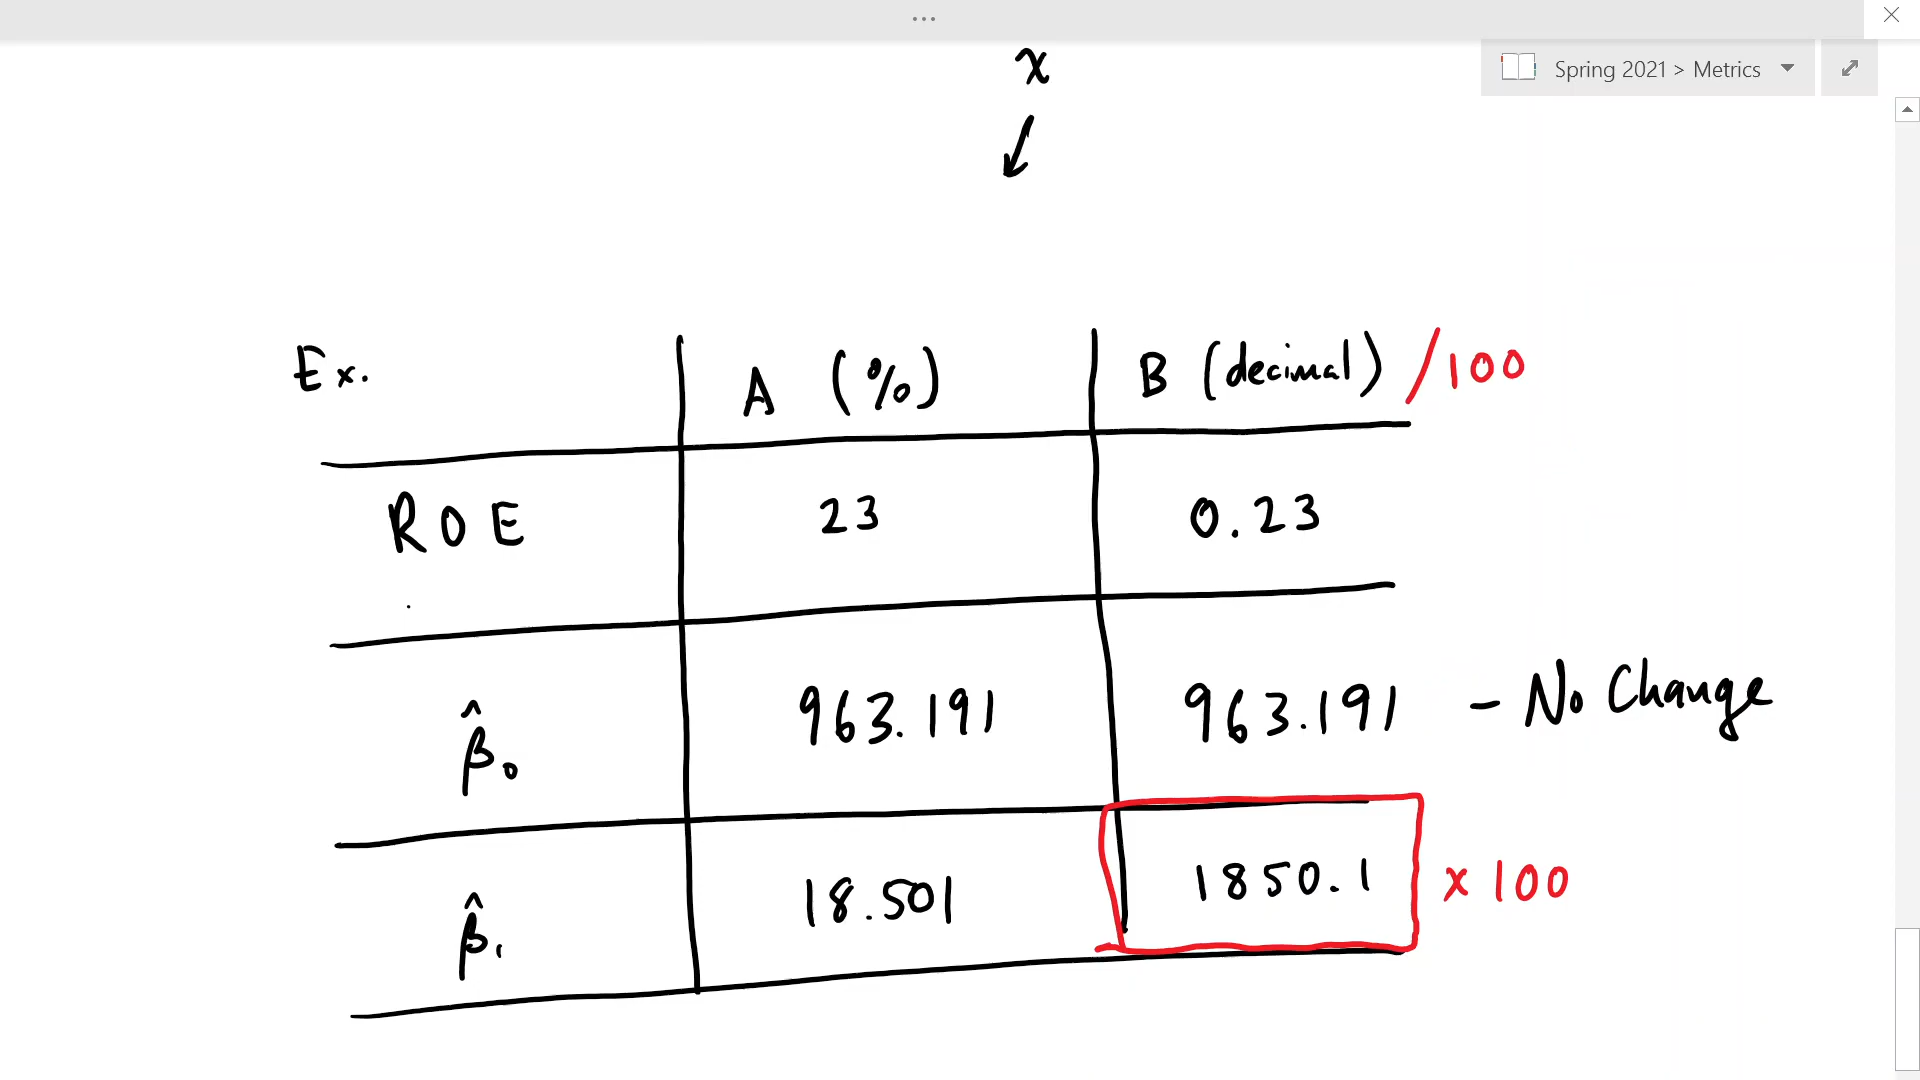 ...
Spring 2021 > Metrics
x
Ex. A (%) B (decimal) /100
ROE 23 0.23
β̂₀ 963.191 963.191 - No Change
β̂₁ 18.501 1850.1 x 100